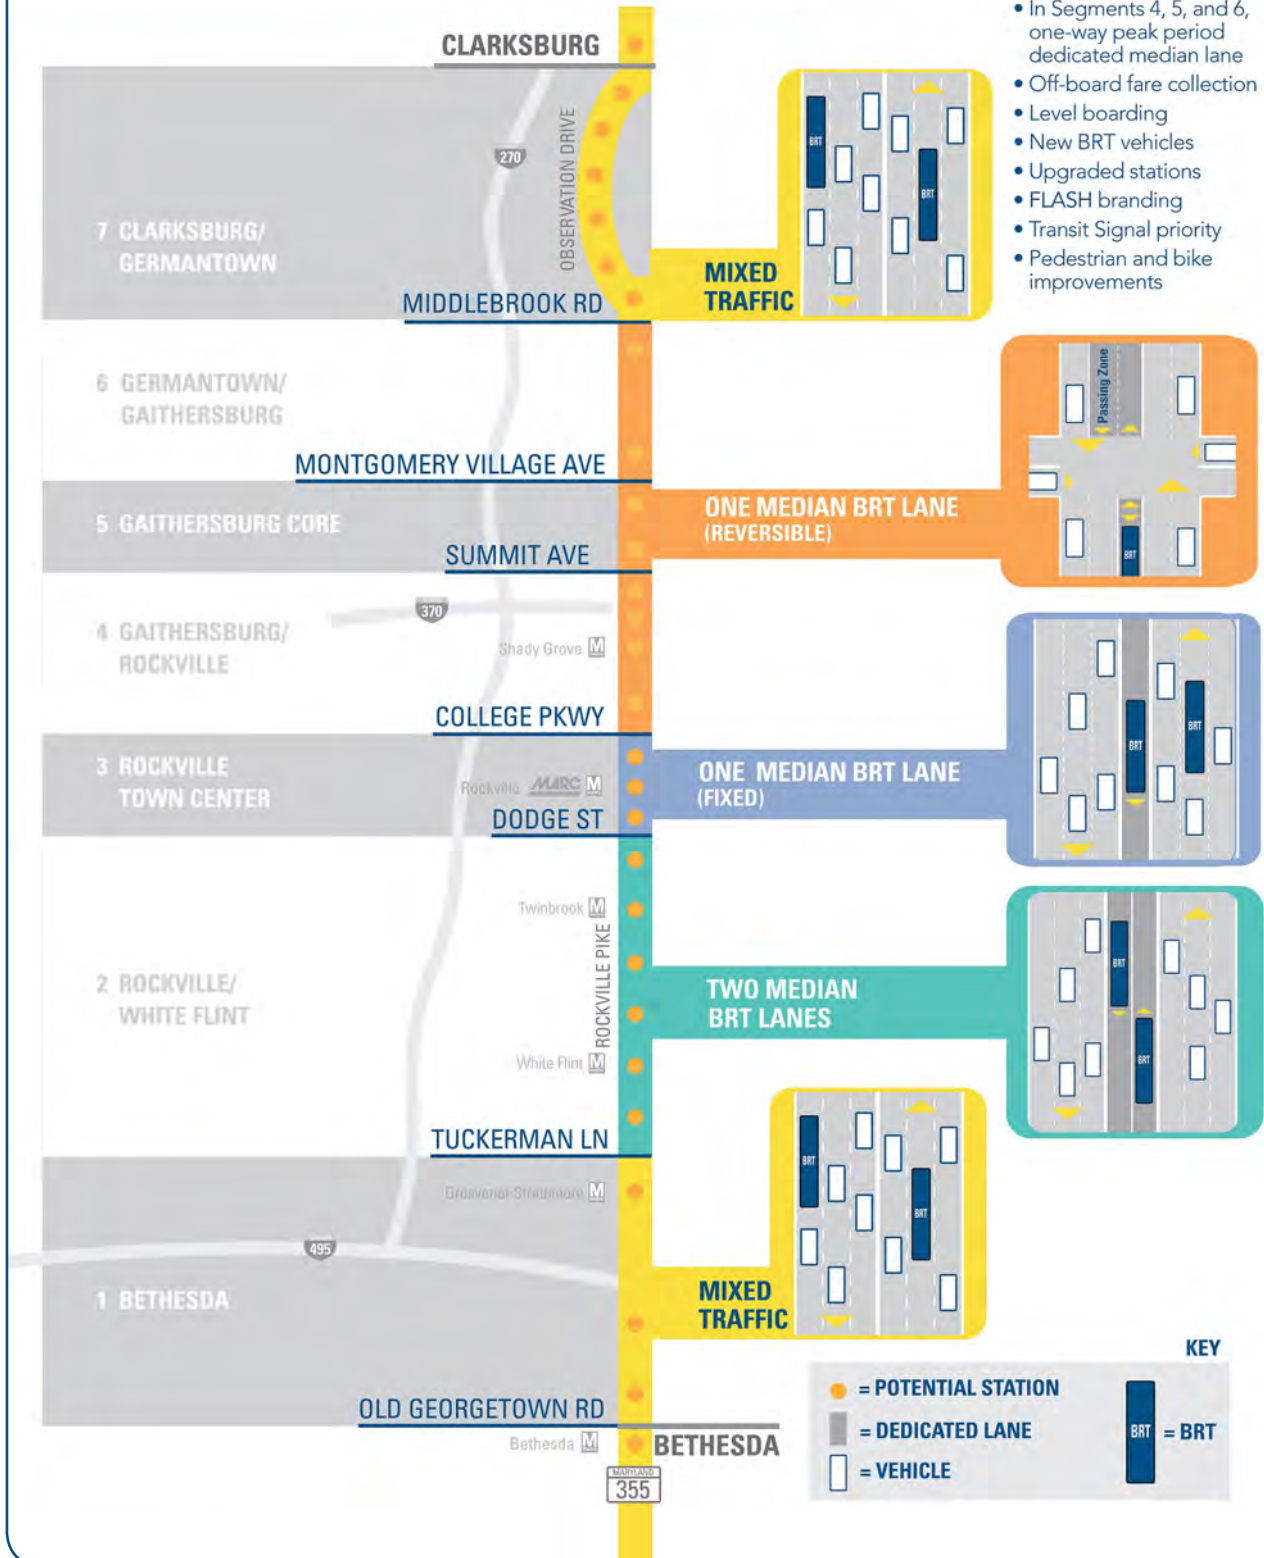 • In Segments 4, 5, and 6,
one-way peak period
dedicated median lane
• Off-board fare collection
• Level boarding
• New BRT vehicles
• Upgraded stations
• FLASH branding
• Transit Signal priority
• Pedestrian and bike
improvements
CLARKSBURG
OBSERVATION DRIVE
270
7 CLARKSBURG/
GERMANTOWN
MIXED
TRAFFIC
BRT
BRT
MIDDLEBROOK RD
6 GERMANTOWN/
GAITHERSBURG
Passing Zone
MONTGOMERY VILLAGE AVE
5 GAITHERSBURG CORE
ONE MEDIAN BRT LANE
(REVERSIBLE)
BRT
SUMMIT AVE
370
4 GAITHERSBURG/
ROCKVILLE
Shady Grove M
COLLEGE PKWY
3 ROCKVILLE
TOWN CENTER
Rockville MARC M
ONE MEDIAN BRT LANE
(FIXED)
BRT
BRT
DODGE ST
Twinbrook M
ROCKVILLE PIKE
2 ROCKVILLE/
WHITE FLINT
TWO MEDIAN
BRT LANES
BRT
BRT
White Flint M
TUCKERMAN LN
Grosvenor-Strathmore M
495
1 BETHESDA
MIXED
TRAFFIC
BRT
BRT
OLD GEORGETOWN RD
Bethesda M
BETHESDA
MARYLAND
355
KEY
= POTENTIAL STATION
= DEDICATED LANE
= VEHICLE
BRT = BRT